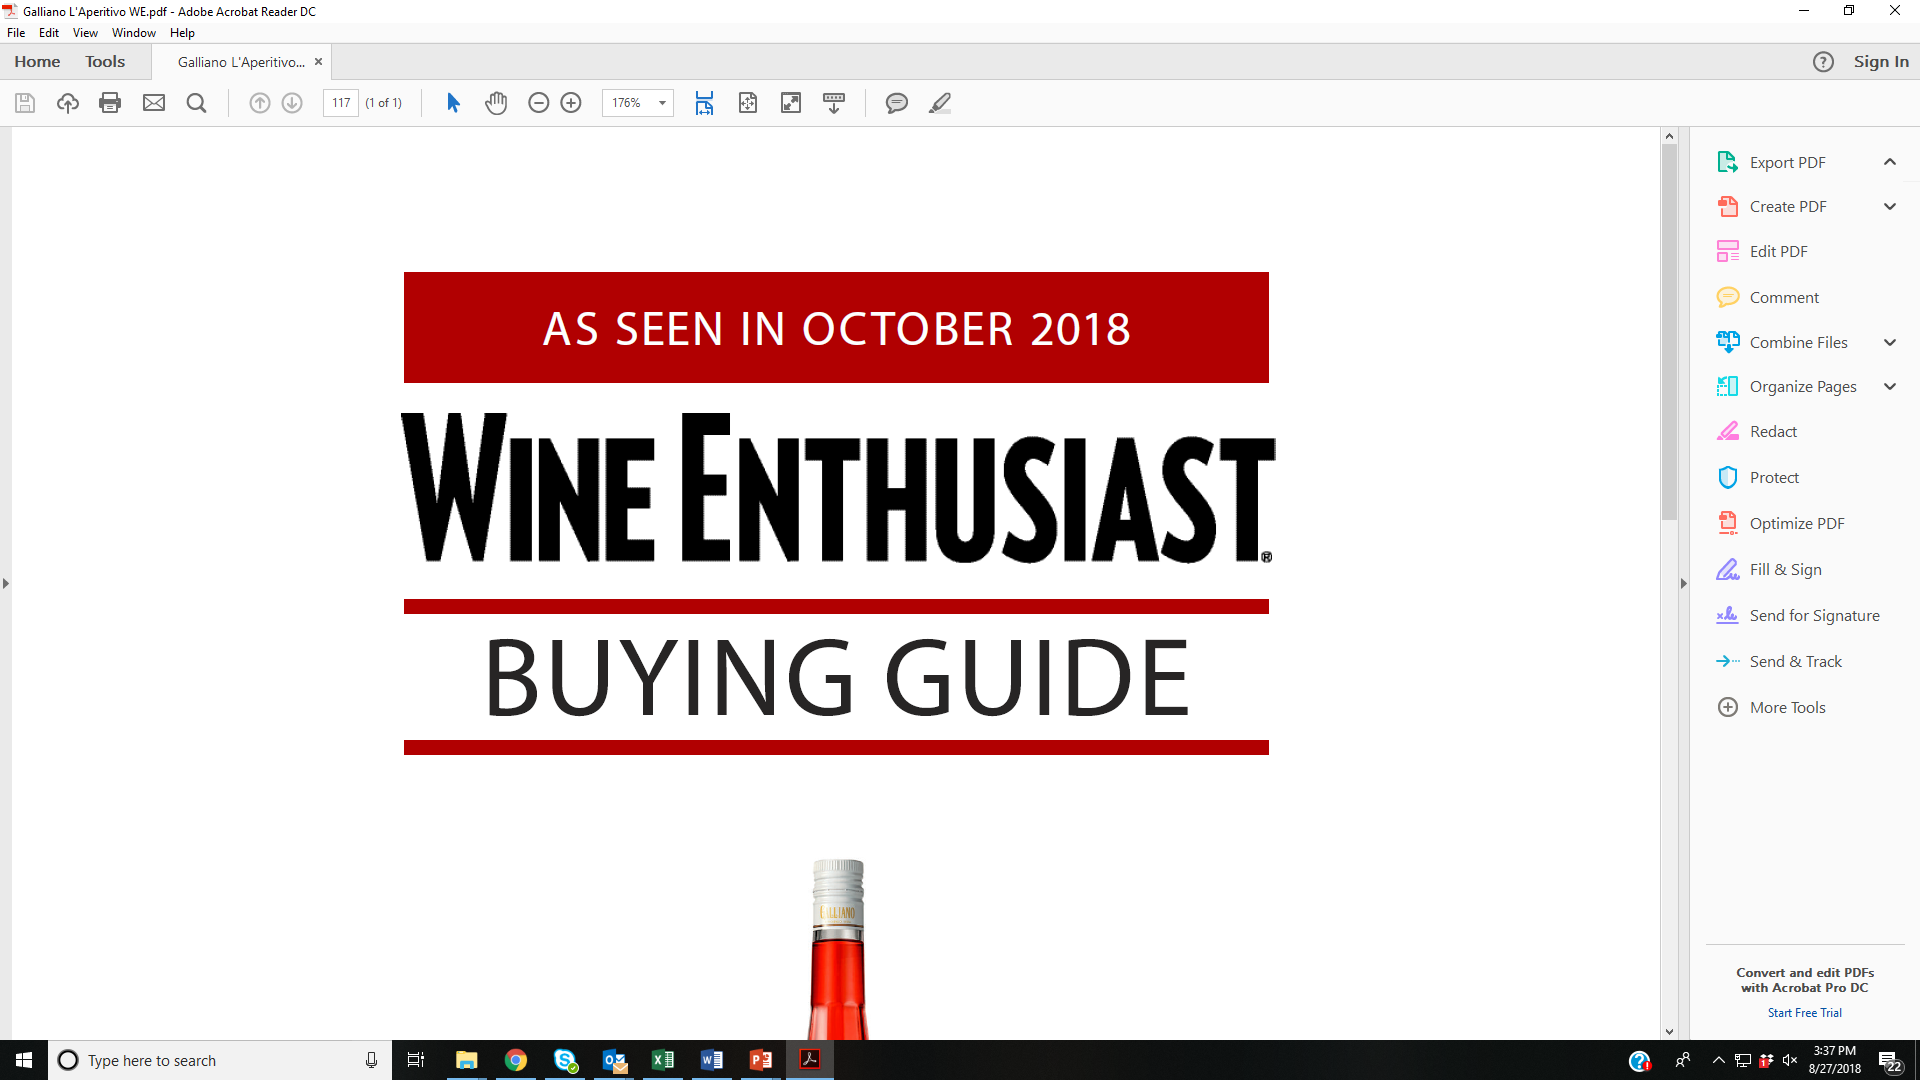 Galliano L'Aperitivo WE.pdf - Adobe Acrobat Reader DC
File Edit View Window Help
Home Tools Galliano L'Aperitivo... × Sign In
117 (1 of 1) 176%
AS SEEN IN OCTOBER 2018
WINE ENTHUSIAST®
BUYING GUIDE
GALLIANO
Export PDF
Create PDF
Edit PDF
Comment
Combine Files
Organize Pages
Redact
Protect
Optimize PDF
Fill & Sign
Send for Signature
Send & Track
More Tools
Convert and edit PDFs
with Acrobat Pro DC
Start Free Trial
Type here to search
3:37 PM
8/27/2018
22